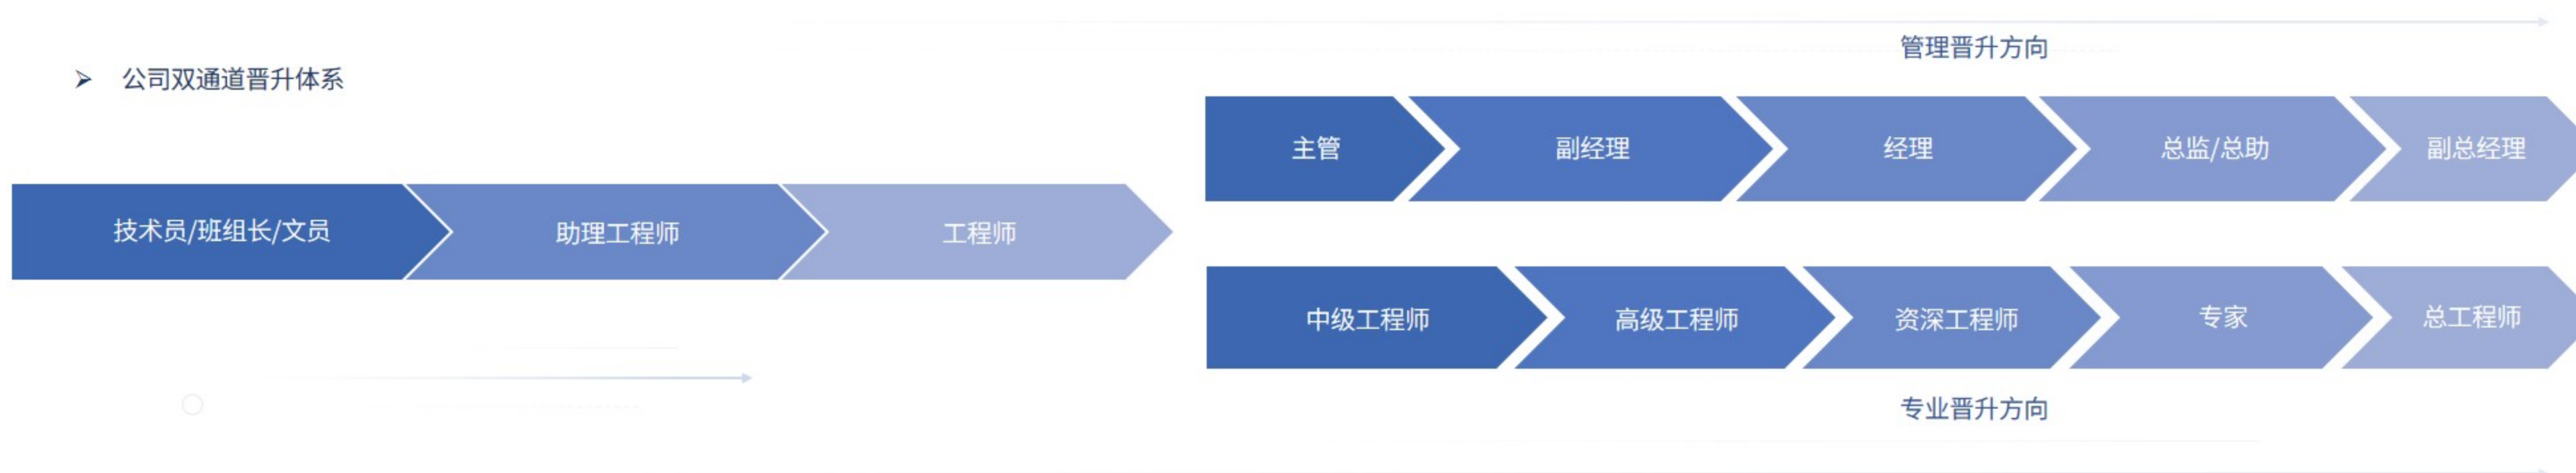 管理晋升方向
公司双通道晋升体系
主管 副经理 经理 总监/总助 副总经理
技术员/班组长/文员 助理工程师 工程师
中级工程师 高级工程师 资深工程师 专家 总工程师
专业晋升方向